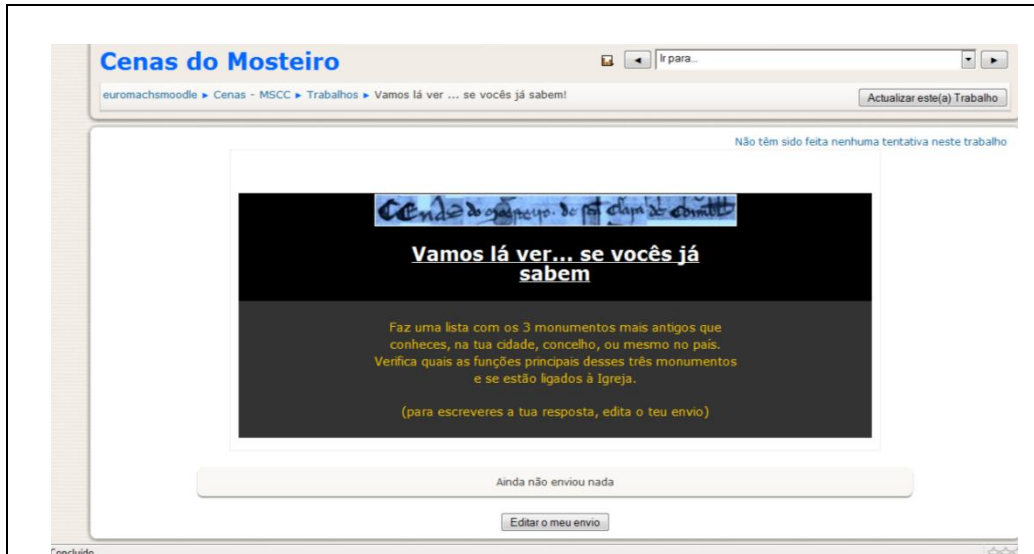 Cenas do Mosteiro
Ir para...
euromachsmoodle ► Cenas - MSCC ► Trabalhos ► Vamos lá ver ... se vocês já sabem!
Actualizar este(a) Trabalho
Não têm sido feita nenhuma tentativa neste trabalho
Vamos lá ver... se vocês já
sabem
Faz uma lista com os 3 monumentos mais antigos que
conheces, na tua cidade, concelho, ou mesmo no país.
Verifica quais as funções principais desses três monumentos
e se estão ligados à Igreja.
(para escreveres a tua resposta, edita o teu envio)
Ainda não enviou nada
Editar o meu envio
Concluído